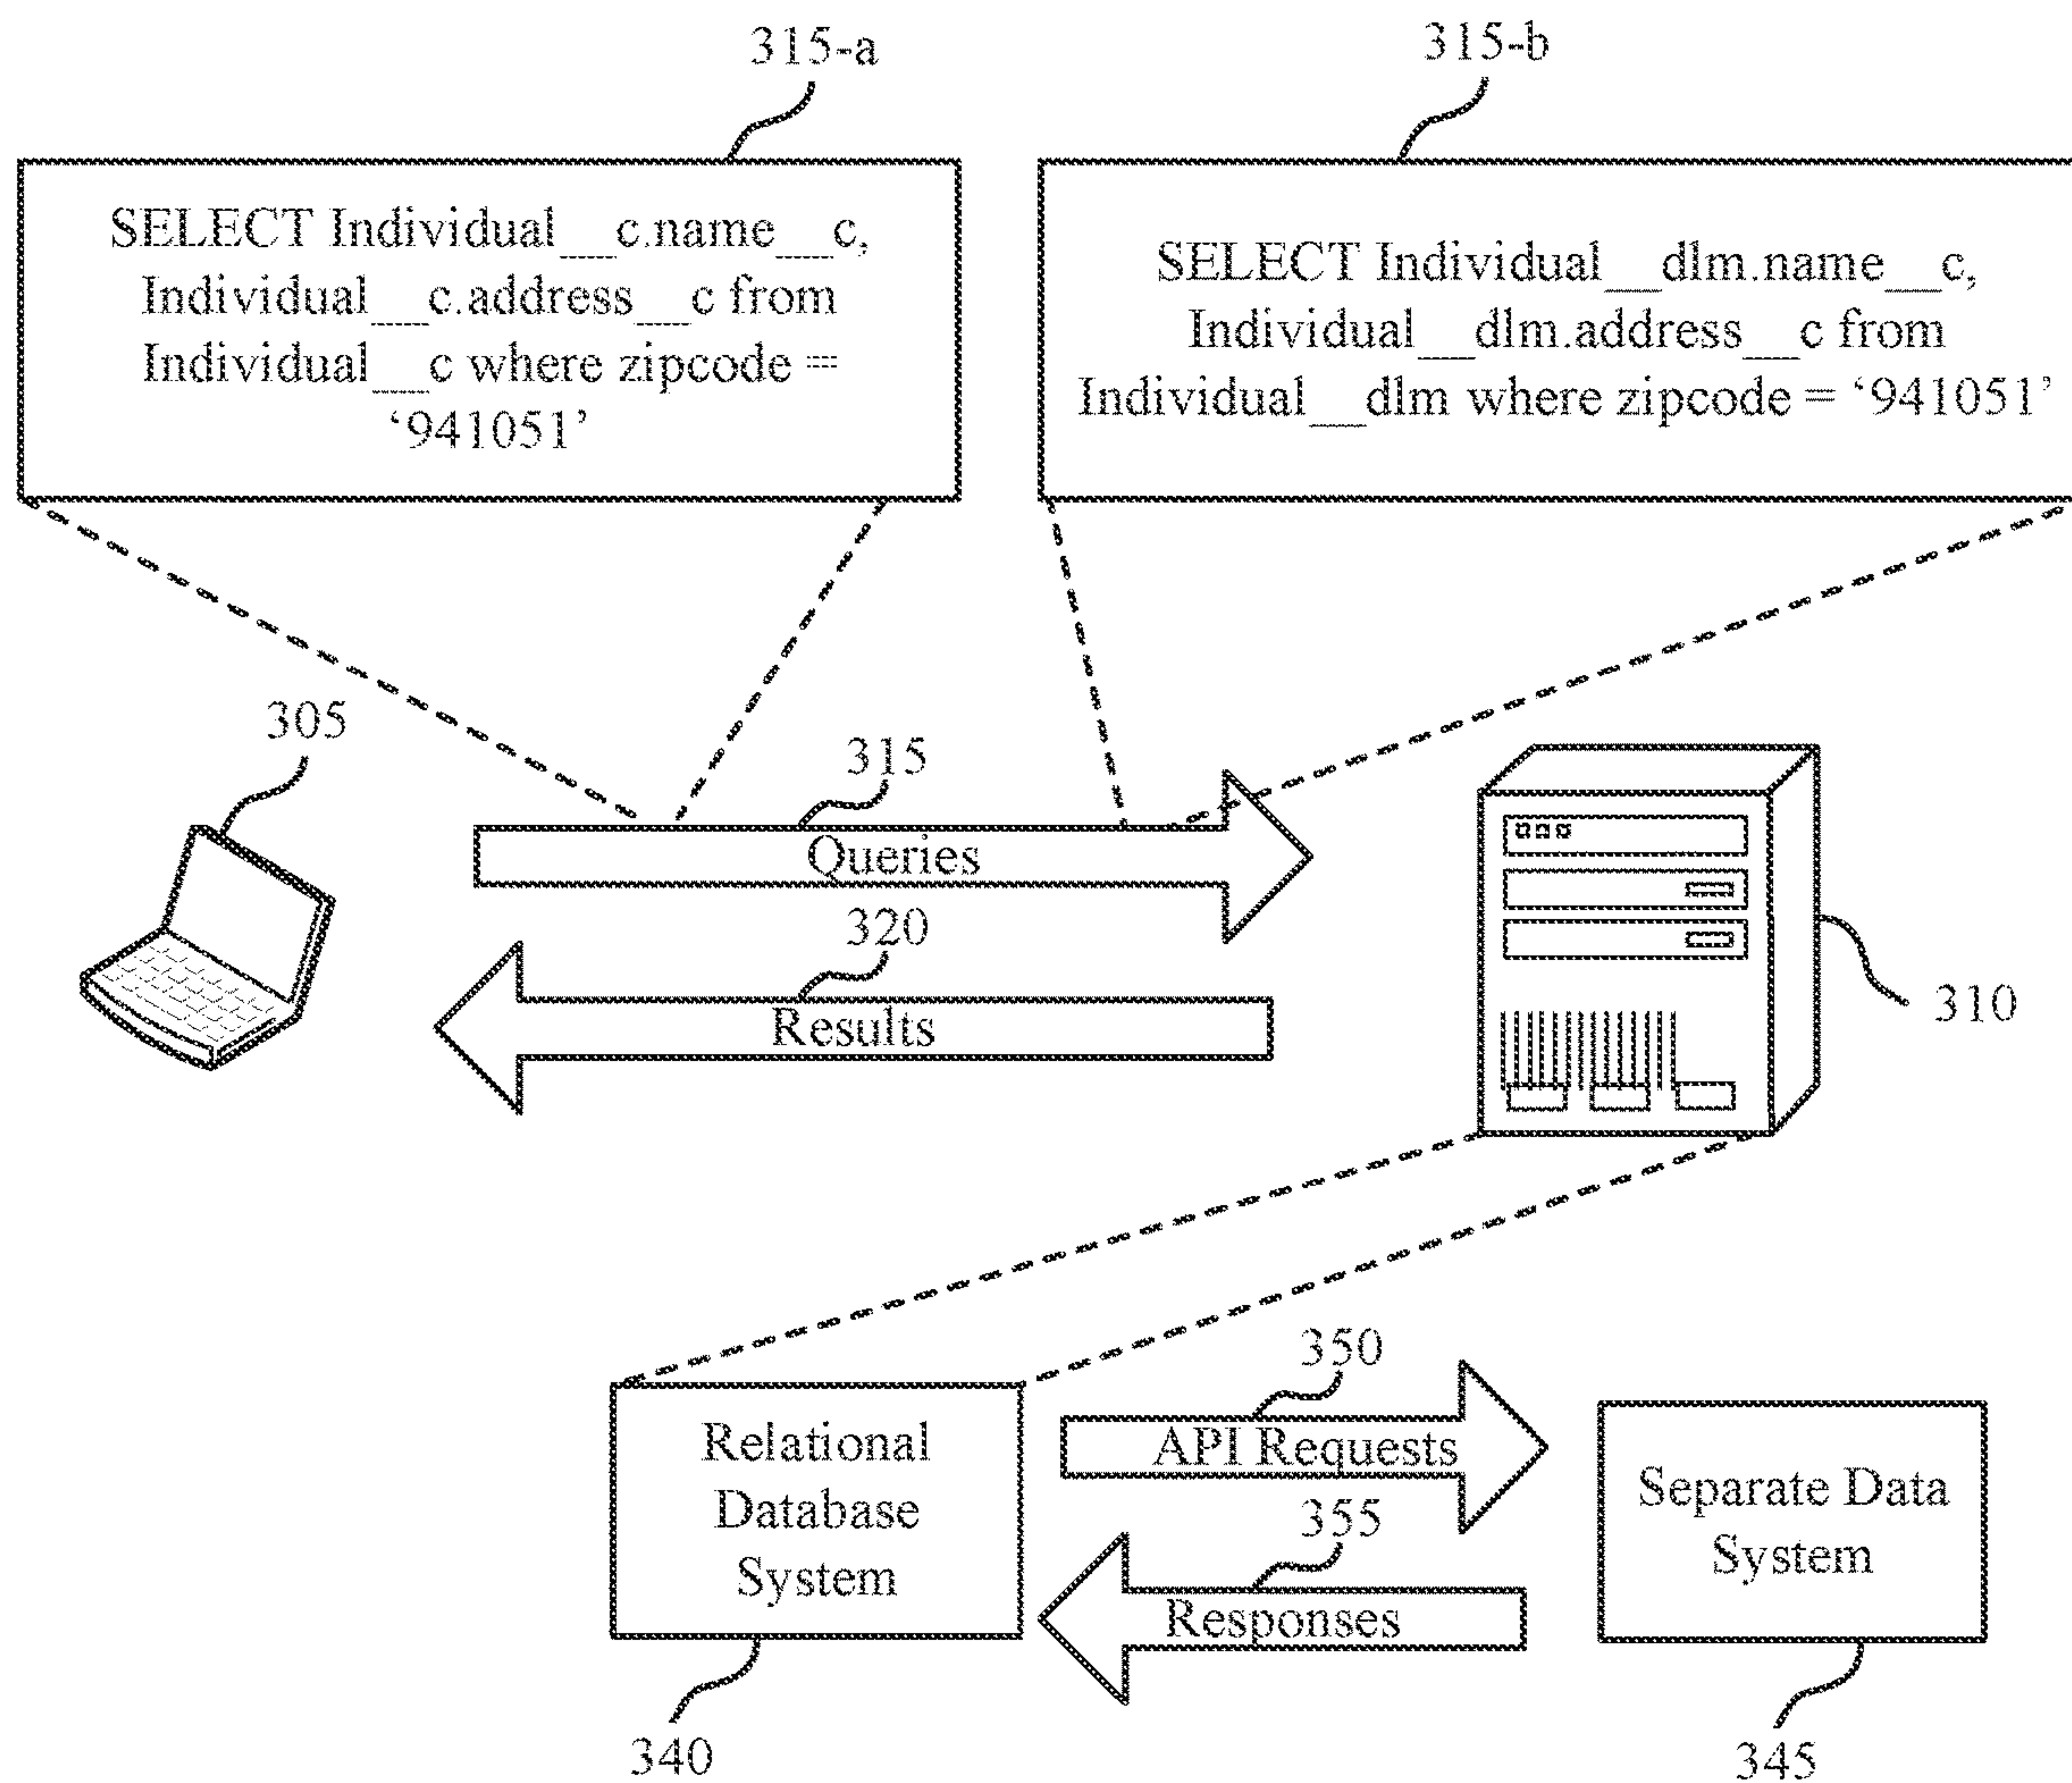 315-a
315-b
SELECT Individual__c.name__c,
Individual__c.address__c from
Individual__c where zipcode =
‘941051’
SELECT Individual__dlm.name__c,
Individual__dlm.address__c from
Individual__dlm where zipcode = ‘941051’
305
315
Queries
320
Results
310
350
API Requests
355
Responses
Relational
Database
System
Separate Data
System
340
345